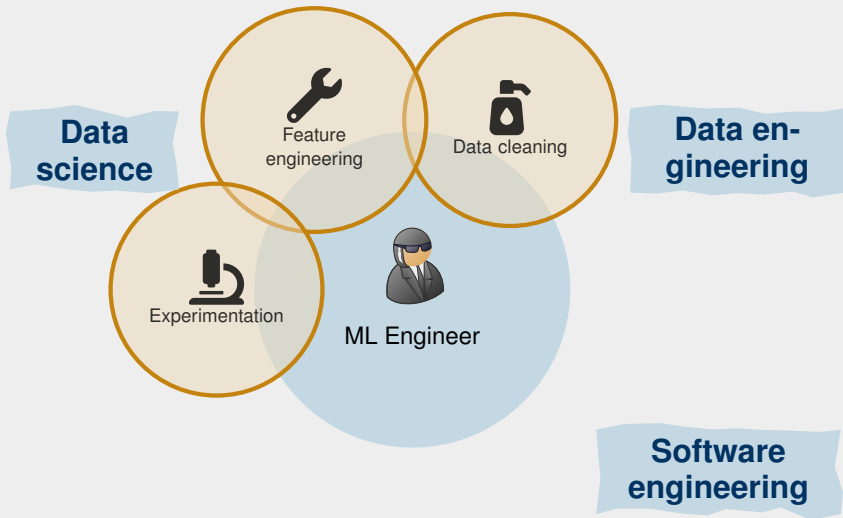 Data
science
Feature
engineering
Data cleaning
Data en-
gineering
Experimentation
ML Engineer
Software
engineering